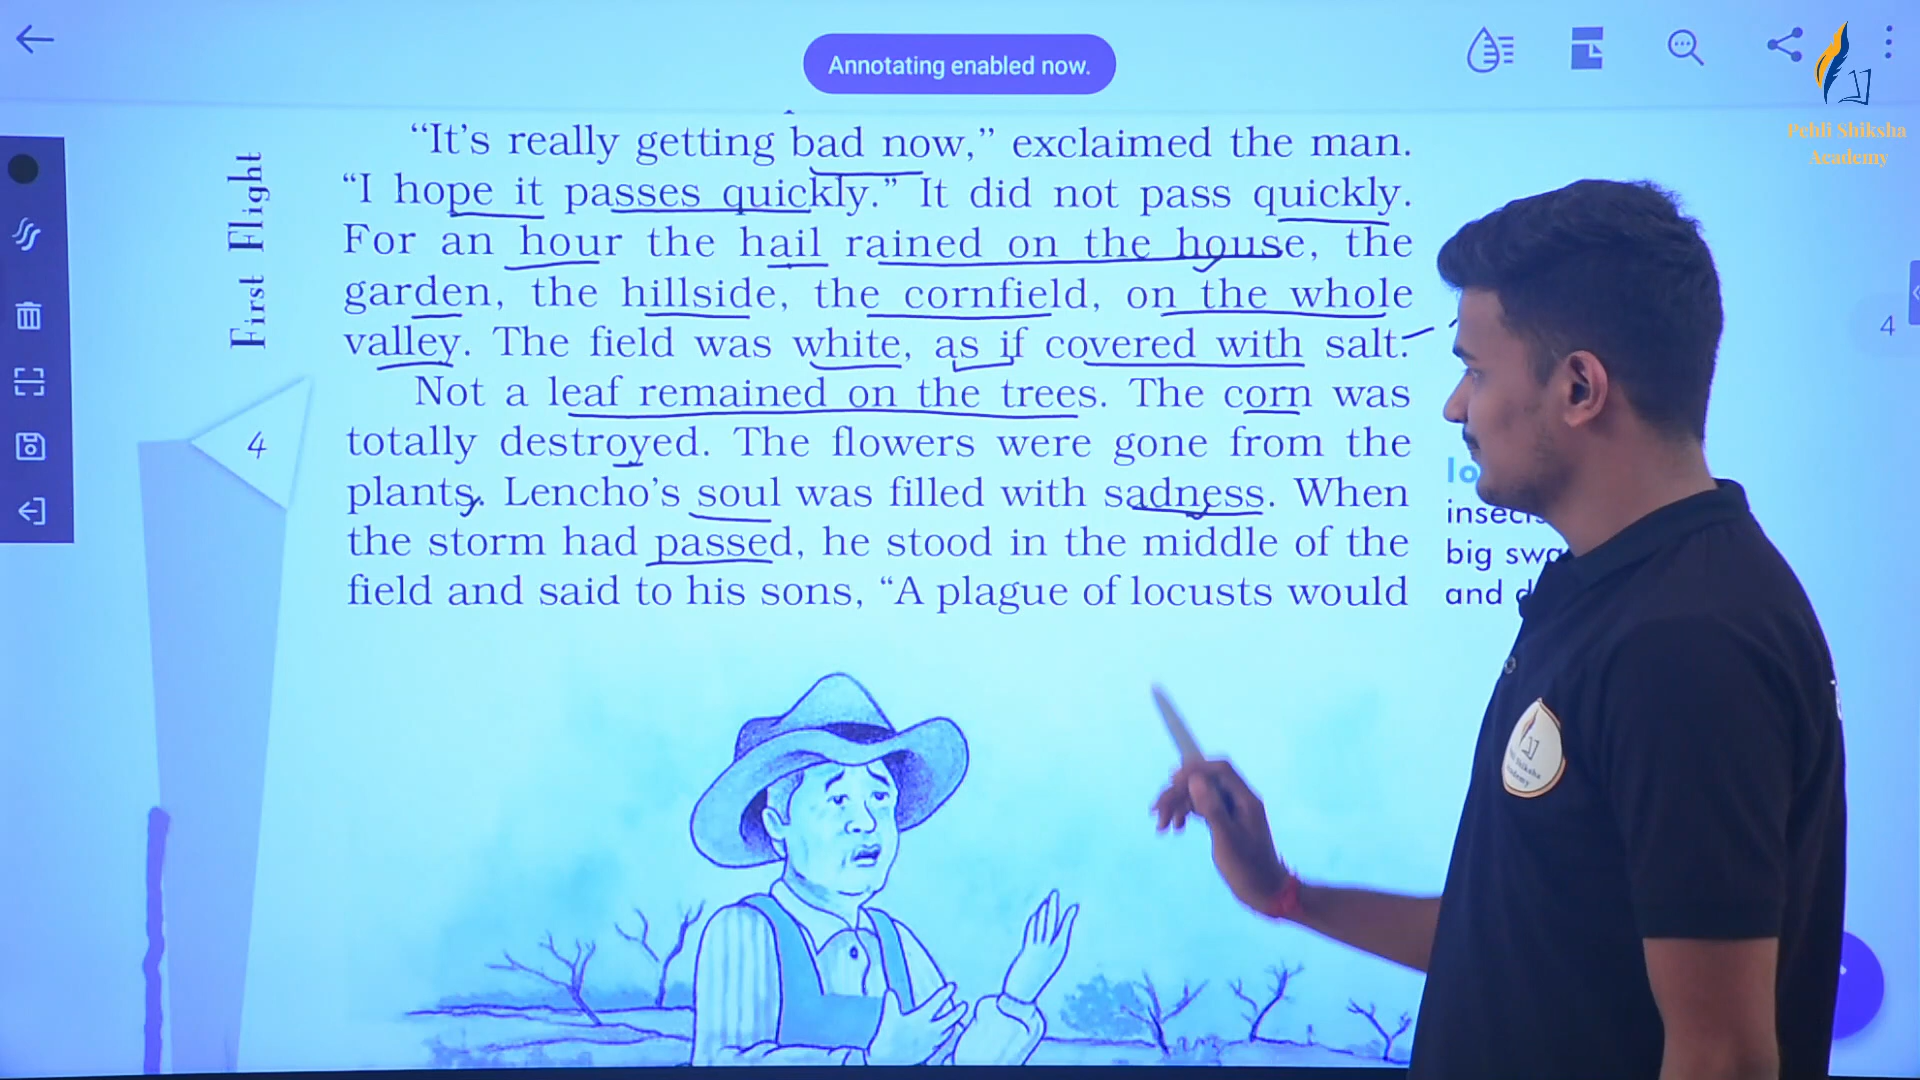 Annotating enabled now.
Pehli Shiksha
Academy
First Flight
4
4
“It’s really getting bad now,” exclaimed the man.
“I hope it passes quickly.” It did not pass quickly.
For an hour the hail rained on the house, the
garden, the hillside, the cornfield, on the whole
valley. The field was white, as if covered with salt.
Not a leaf remained on the trees. The corn was
totally destroyed. The flowers were gone from the
plants. Lencho’s soul was filled with sadness. When
the storm had passed, he stood in the middle of the
field and said to his sons, “A plague of locusts would
big
and